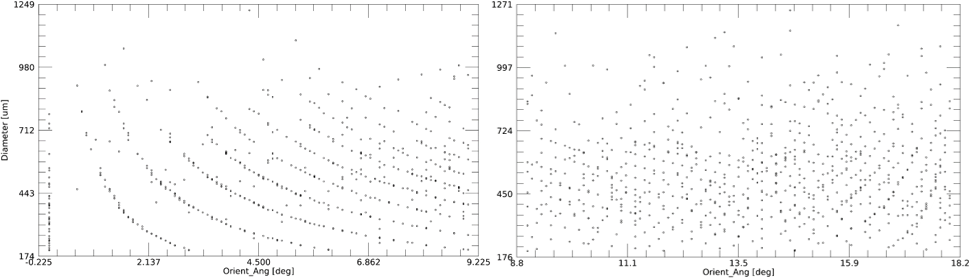 1249
980
712
443
174
Diameter [um]
-0.225 2.137 4.500 6.862 9.225
Orient_Ang [deg]
1271
997
724
450
176
8.8 11.1 13.5 15.9 18.2
Orient_Ang [deg]